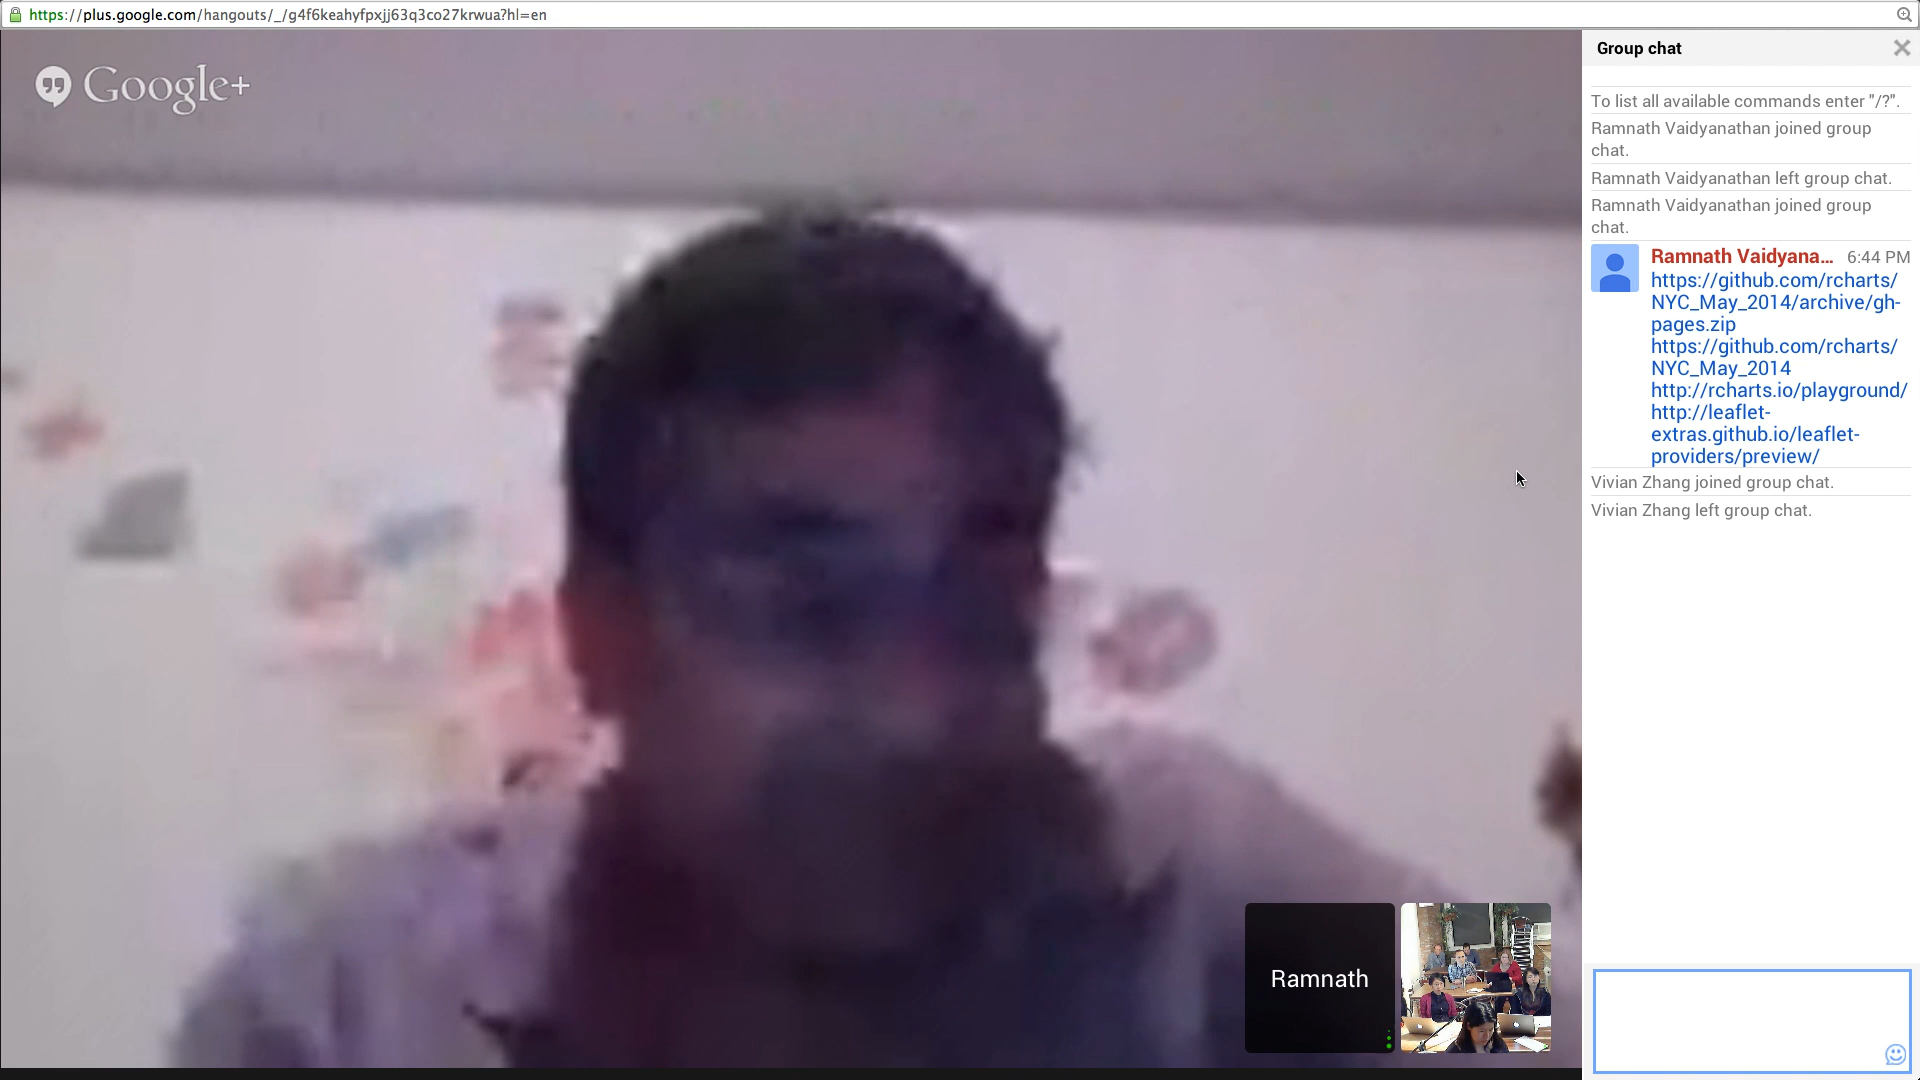 https://plus.google.com/hangouts/_/g4f6keahyfpxjj63q3co27krwua?hl=en
Google+
Group chat
To list all available commands enter "/?".
Ramnath Vaidyanathan joined group
chat.
Ramnath Vaidyanathan left group chat.
Ramnath Vaidyanathan joined group
chat.
Ramnath Vaidyana... 6:44 PM
https://github.com/rcharts/
NYC_May_2014/archive/gh-
pages.zip
https://github.com/rcharts/
NYC_May_2014
http://rcharts.io/playground/
http://leaflet-
extras.github.io/leaflet-
providers/preview/
Vivian Zhang joined group chat.
Vivian Zhang left group chat.
Ramnath